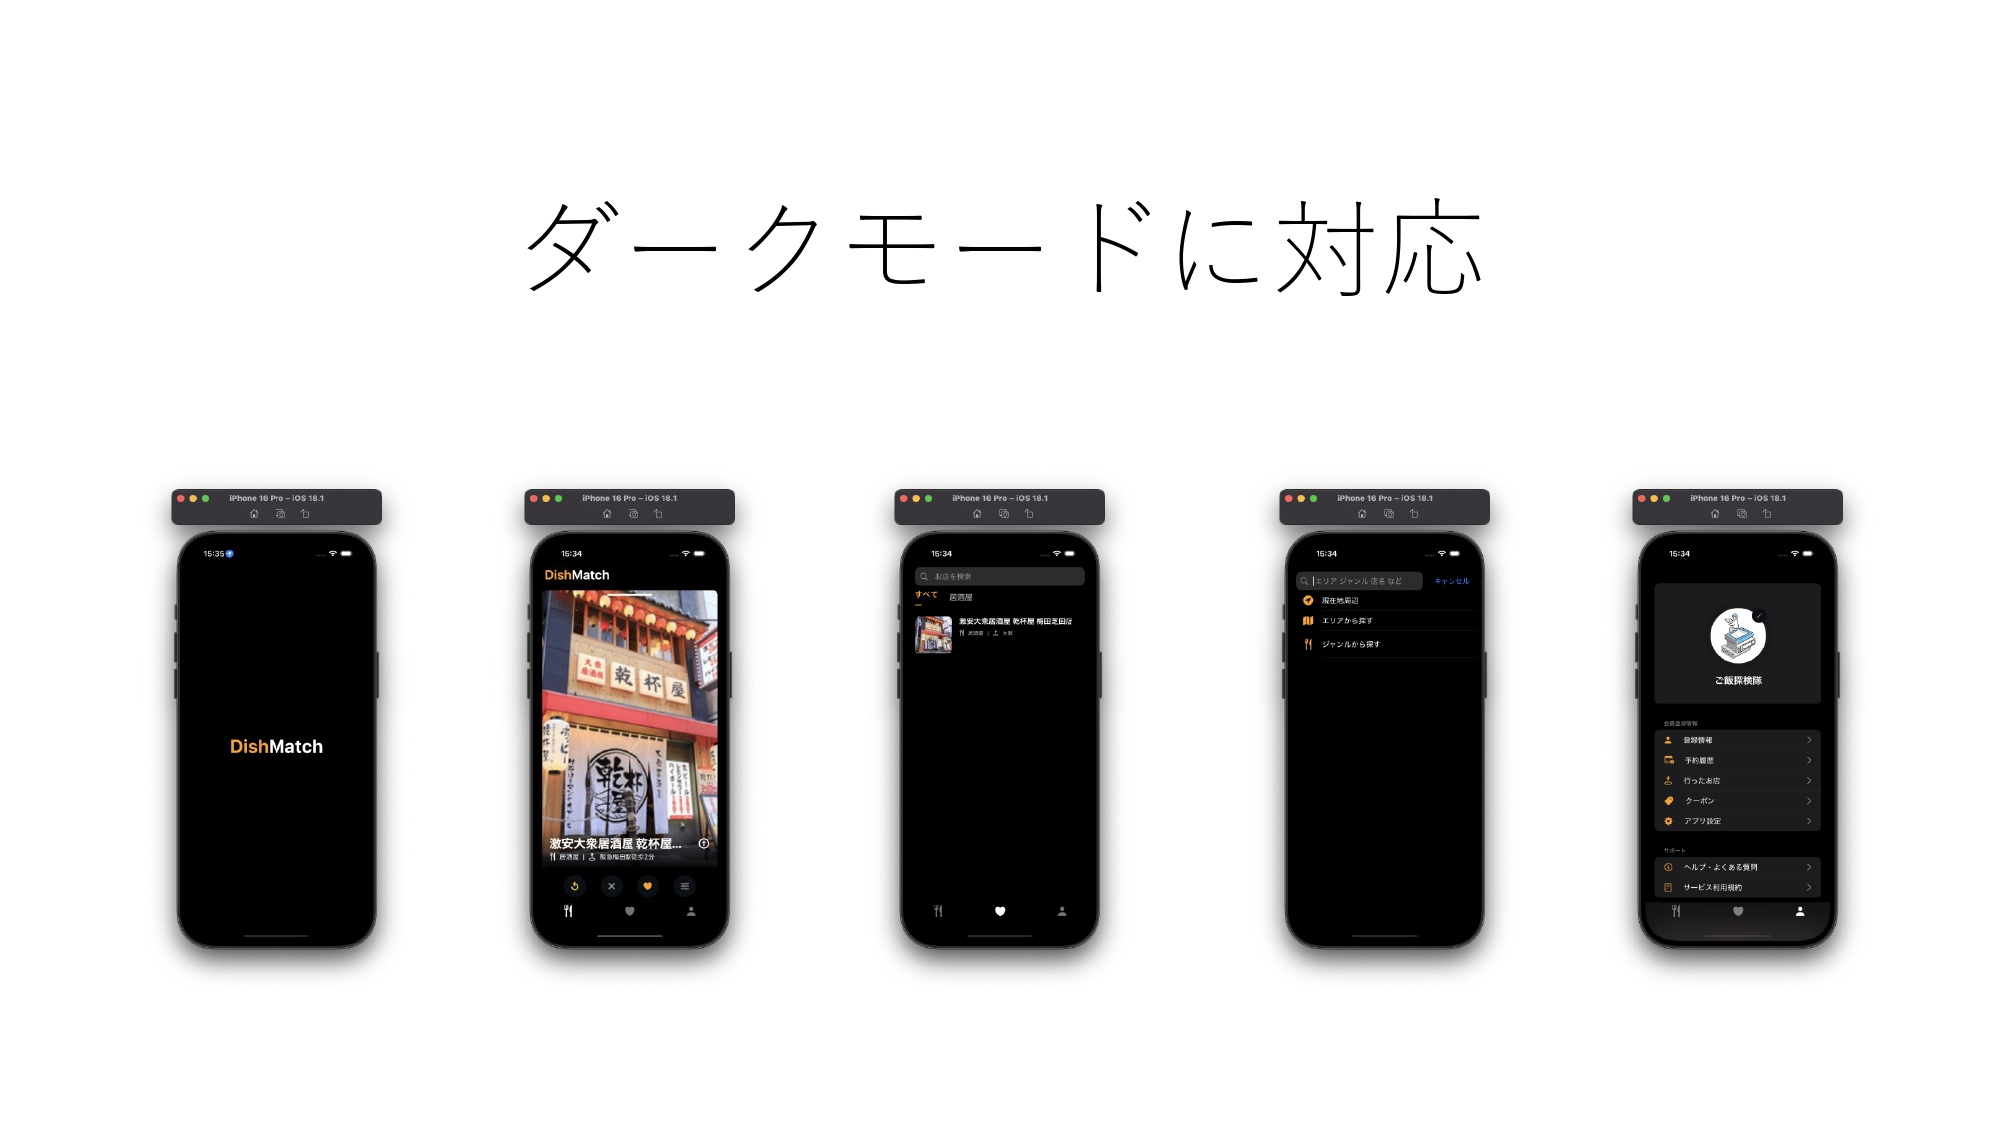 ダークモードに対応
iPhone 16 Pro – iOS 18.1
15:35
DishMatch
iPhone 16 Pro – iOS 18.1
15:34
DishMatch
大衆
居酒屋
乾杯屋
乾杯屋
激安大衆居酒屋 乾杯屋...
居酒屋 | 阪急梅田駅徒歩2分
iPhone 16 Pro – iOS 18.1
15:34
お店を検索
すべて 居酒屋
激安大衆居酒屋 乾杯屋 梅田芝田店
居酒屋 | 大阪
iPhone 16 Pro – iOS 18.1
15:34
エリア ジャンル 店名 など キャンセル
現在地周辺
エリアから探す
ジャンルから探す
iPhone 16 Pro – iOS 18.1
15:34
ご飯探検隊
会員登録情報
登録情報
予約履歴
行ったお店
クーポン
アプリ設定
サポート
ヘルプ・よくある質問
サービス利用規約